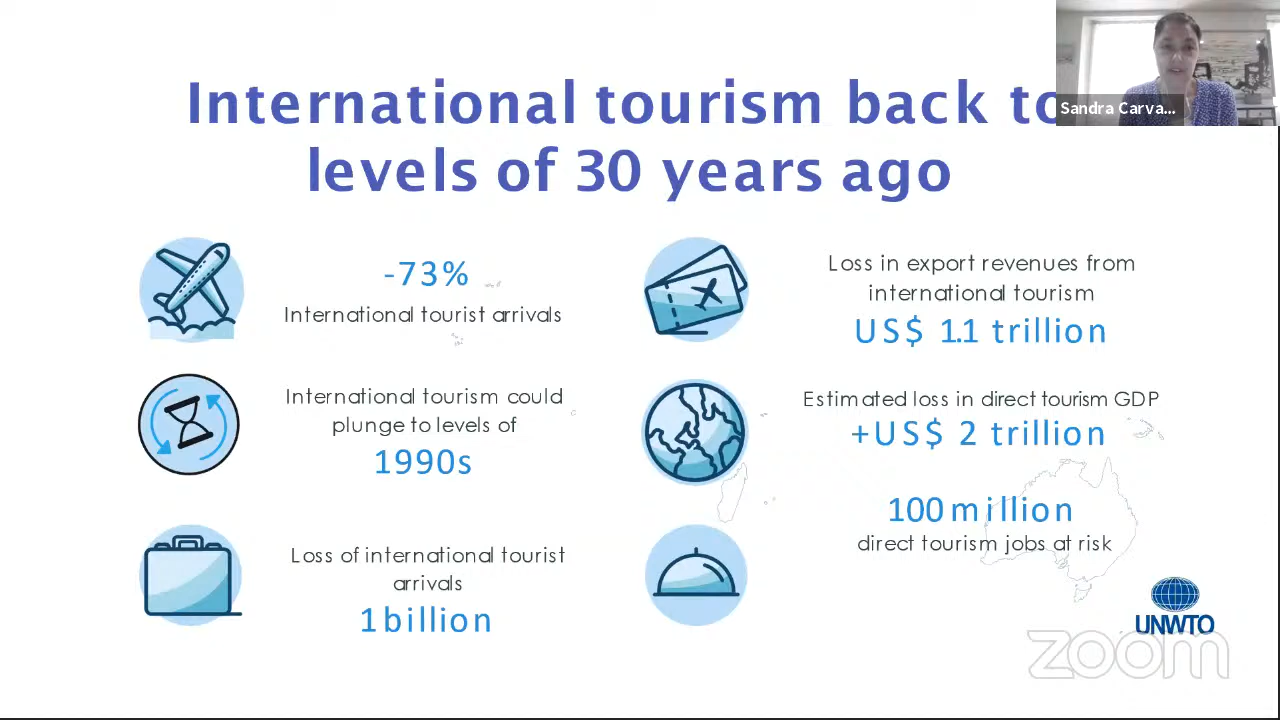 International tourism back to
levels of 30 years ago
Sandra Carva...
-73%
International tourist arrivals
International tourism could
plunge to levels of
1990s
Loss of international tourist
arrivals
1 billion
Loss in export revenues from
international tourism
US$ 1.1 trillion
Estimated loss in direct tourism GDP
+US$ 2 trillion
100 million
direct tourism jobs at risk
UNWTO
zoom